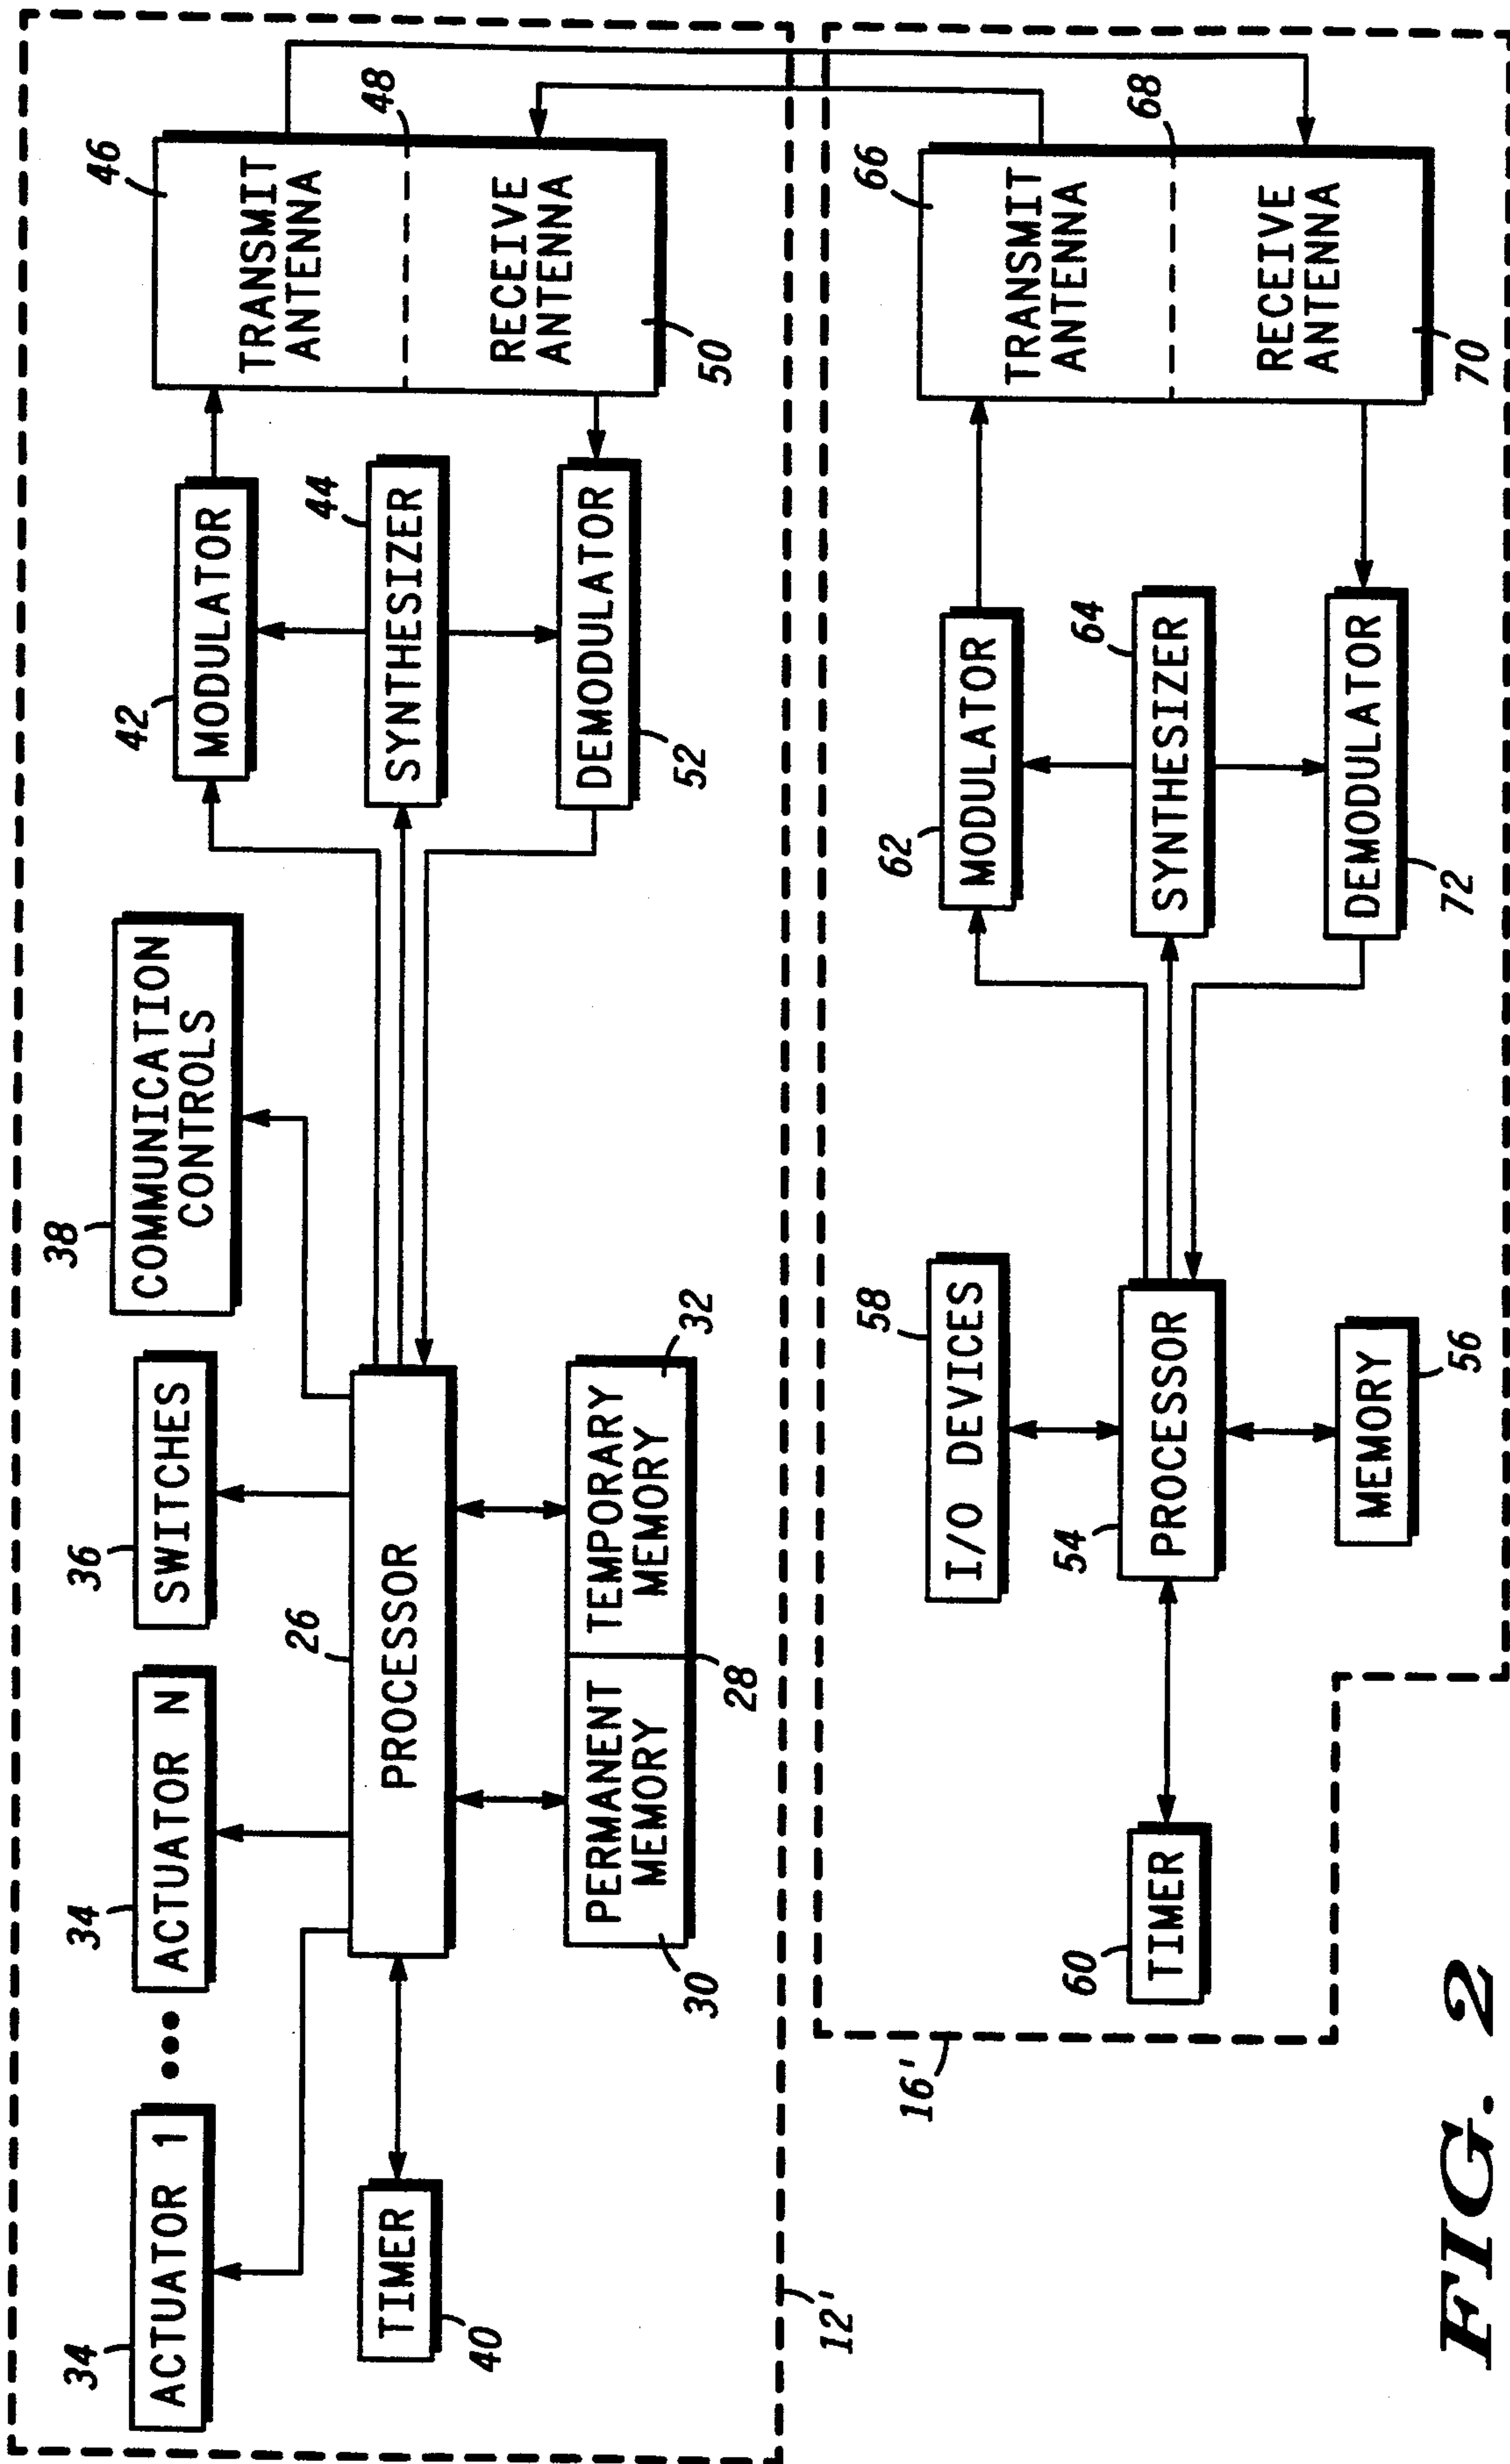 34
ACTUATOR 1
34
ACTUATOR N
36
SWITCHES
38
COMMUNICATION
CONTROLS
42
MODULATOR
46
TRANSMIT
ANTENNA
48
TIMER
40
26
PROCESSOR
44
SYNTHESIZER
RECEIVE
ANTENNA
50
PERMANENT
MEMORY
30
28
TEMPORARY
MEMORY
32
DEMODULATOR
52
12'
16'
58
I/O DEVICES
62
MODULATOR
66
TRANSMIT
ANTENNA
68
60
TIMER
54
PROCESSOR
64
SYNTHESIZER
RECEIVE
ANTENNA
70
MEMORY
56
DEMODULATOR
72
FIG. 2